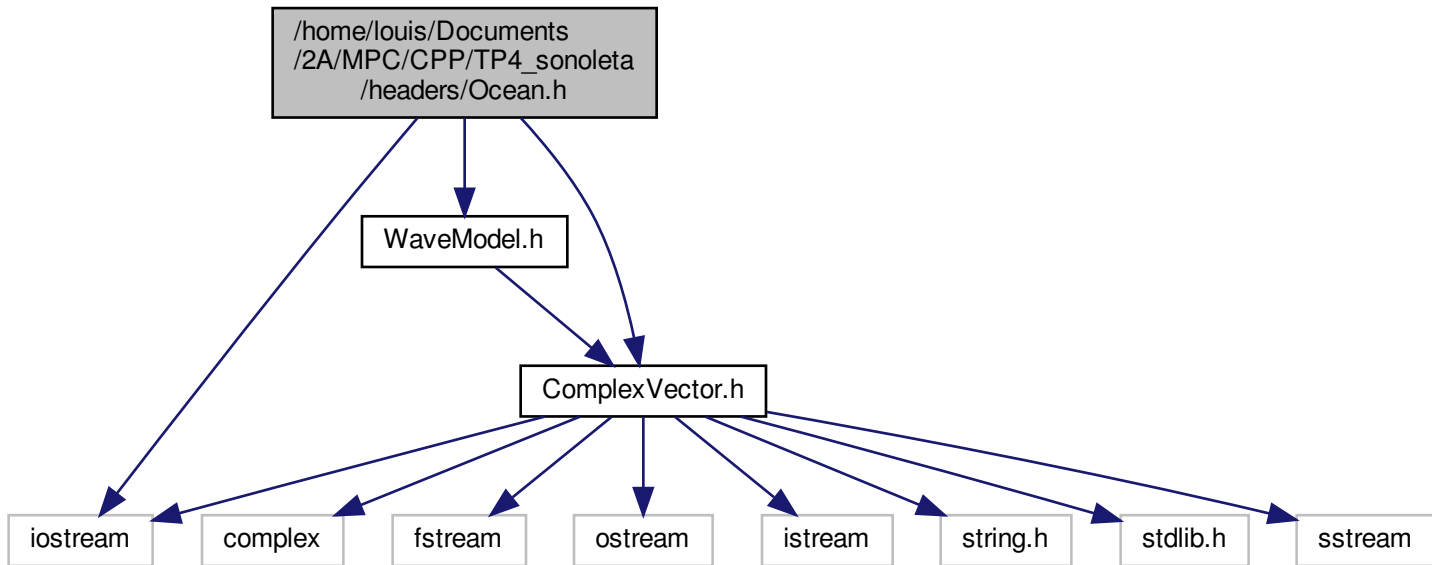 /home/louis/Documents
/2A/MPC/CPP/TP4_sonoleta
/headers/Ocean.h
WaveModel.h
ComplexVector.h
iostream
complex
fstream
ostream
istream
string.h
stdlib.h
sstream